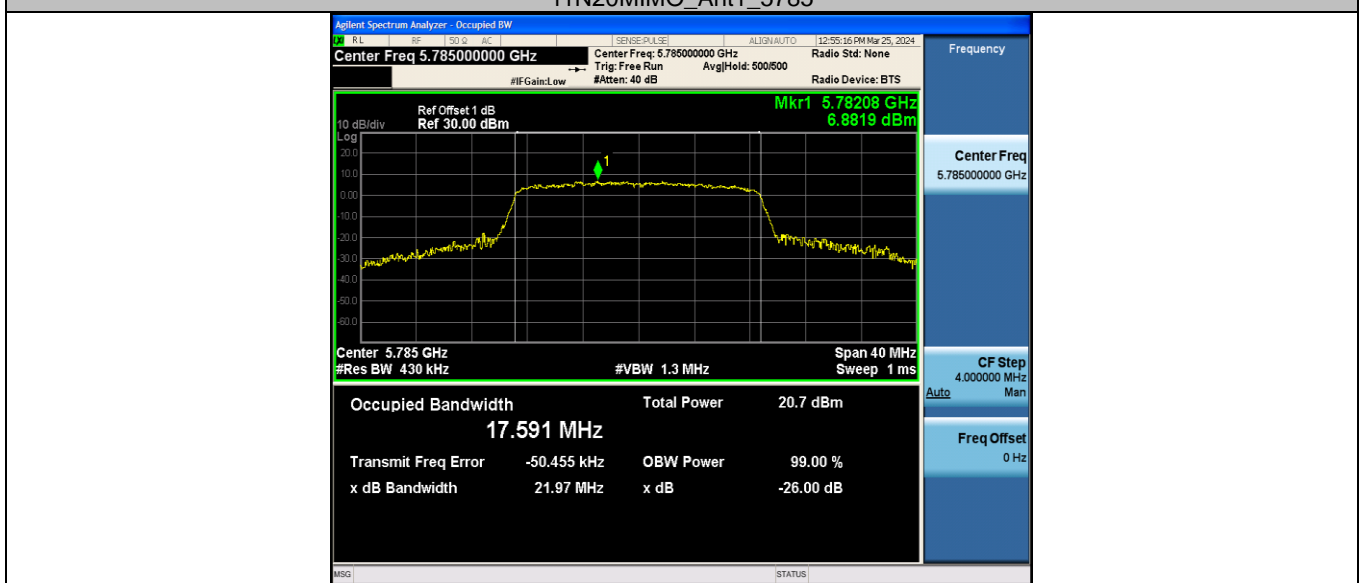 11N20MIMO_Ant1_5785
Agilent Spectrum Analyzer - Occupied BW
RL RF 50 Ω AC SENSE:PULSE ALIGN AUTO 12:55:16 PM Mar 25, 2024
Center Freq 5.785000000 GHz
Center Freq: 5.785000000 GHz
Radio Std: None
Trig: Free Run Avg|Hold: 500/500
#IFGain:Low
#Atten: 40 dB
Radio Device: BTS
Frequency
Ref Offset 1 dB
Mkr1 5.78208 GHz
10 dB/div Ref 30.00 dBm
6.8819 dBm
Log
20.0
10.0
0.00
-10.0
-20.0
-30.0
-40.0
-50.0
-60.0
1
Center 5.785 GHz
Span 40 MHz
#Res BW 430 kHz
#VBW 1.3 MHz
Sweep 1 ms
Center Freq
5.785000000 GHz
CF Step
4.000000 MHz
Auto Man
Freq Offset
0 Hz
Occupied Bandwidth
Total Power 20.7 dBm
17.591 MHz
Transmit Freq Error -50.455 kHz
OBW Power 99.00 %
x dB Bandwidth 21.97 MHz
x dB -26.00 dB
MSG
STATUS